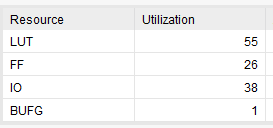 Resource Utilization
LUT 55
FF 26
IO 38
BUFG 1